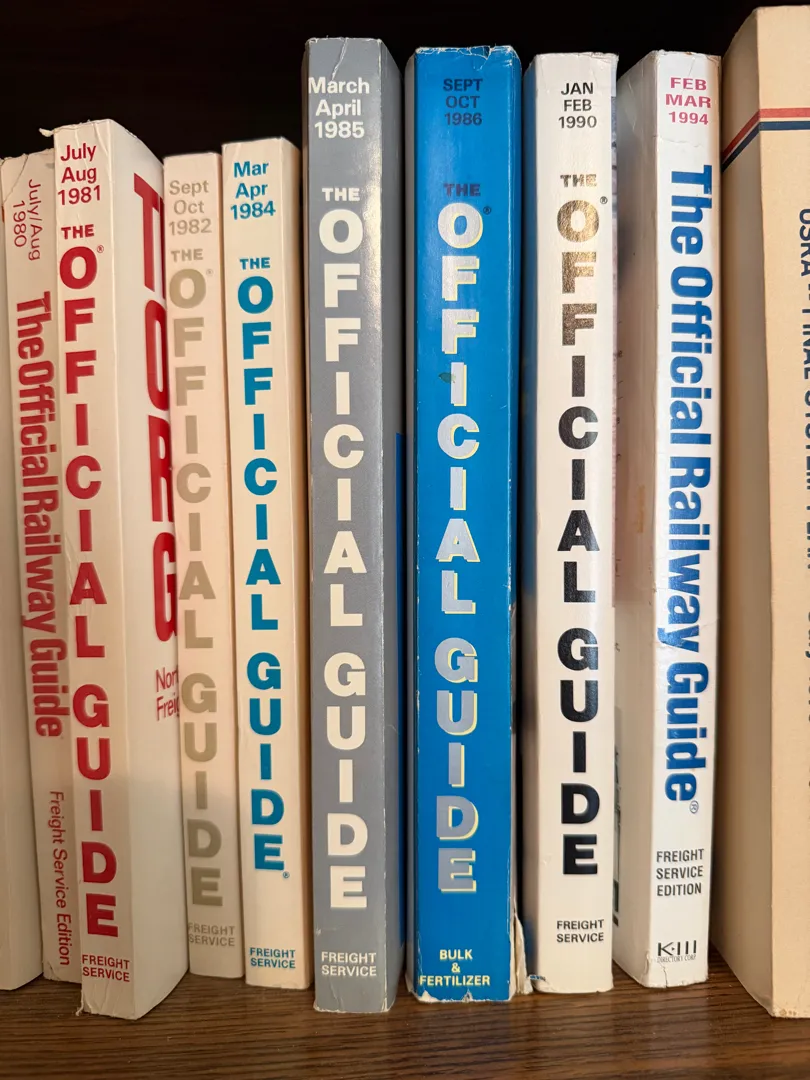 July/Aug
1980
The Official Railway Guide
Freight Service Edition
July
Aug
1981
THE
OFFICIAL GUIDE®
FREIGHT
SERVICE
TORG
Sept
Oct
1982
THE
OFFICIAL GUIDE®
FREIGHT
SERVICE
Mar
Apr
1984
THE
OFFICIAL GUIDE®
FREIGHT
SERVICE
March
April
1985
THE
OFFICIAL GUIDE
FREIGHT
SERVICE
SEPT
OCT
1986
THE
OFFICIAL GUIDE®
BULK
&
FERTILIZER
JAN
FEB
1990
THE
OFFICIAL GUIDE®
FREIGHT
SERVICE
FEB
MAR
1994
The Official Railway Guide®
FREIGHT
SERVICE
EDITION
K-III
DIRECTORY CORP